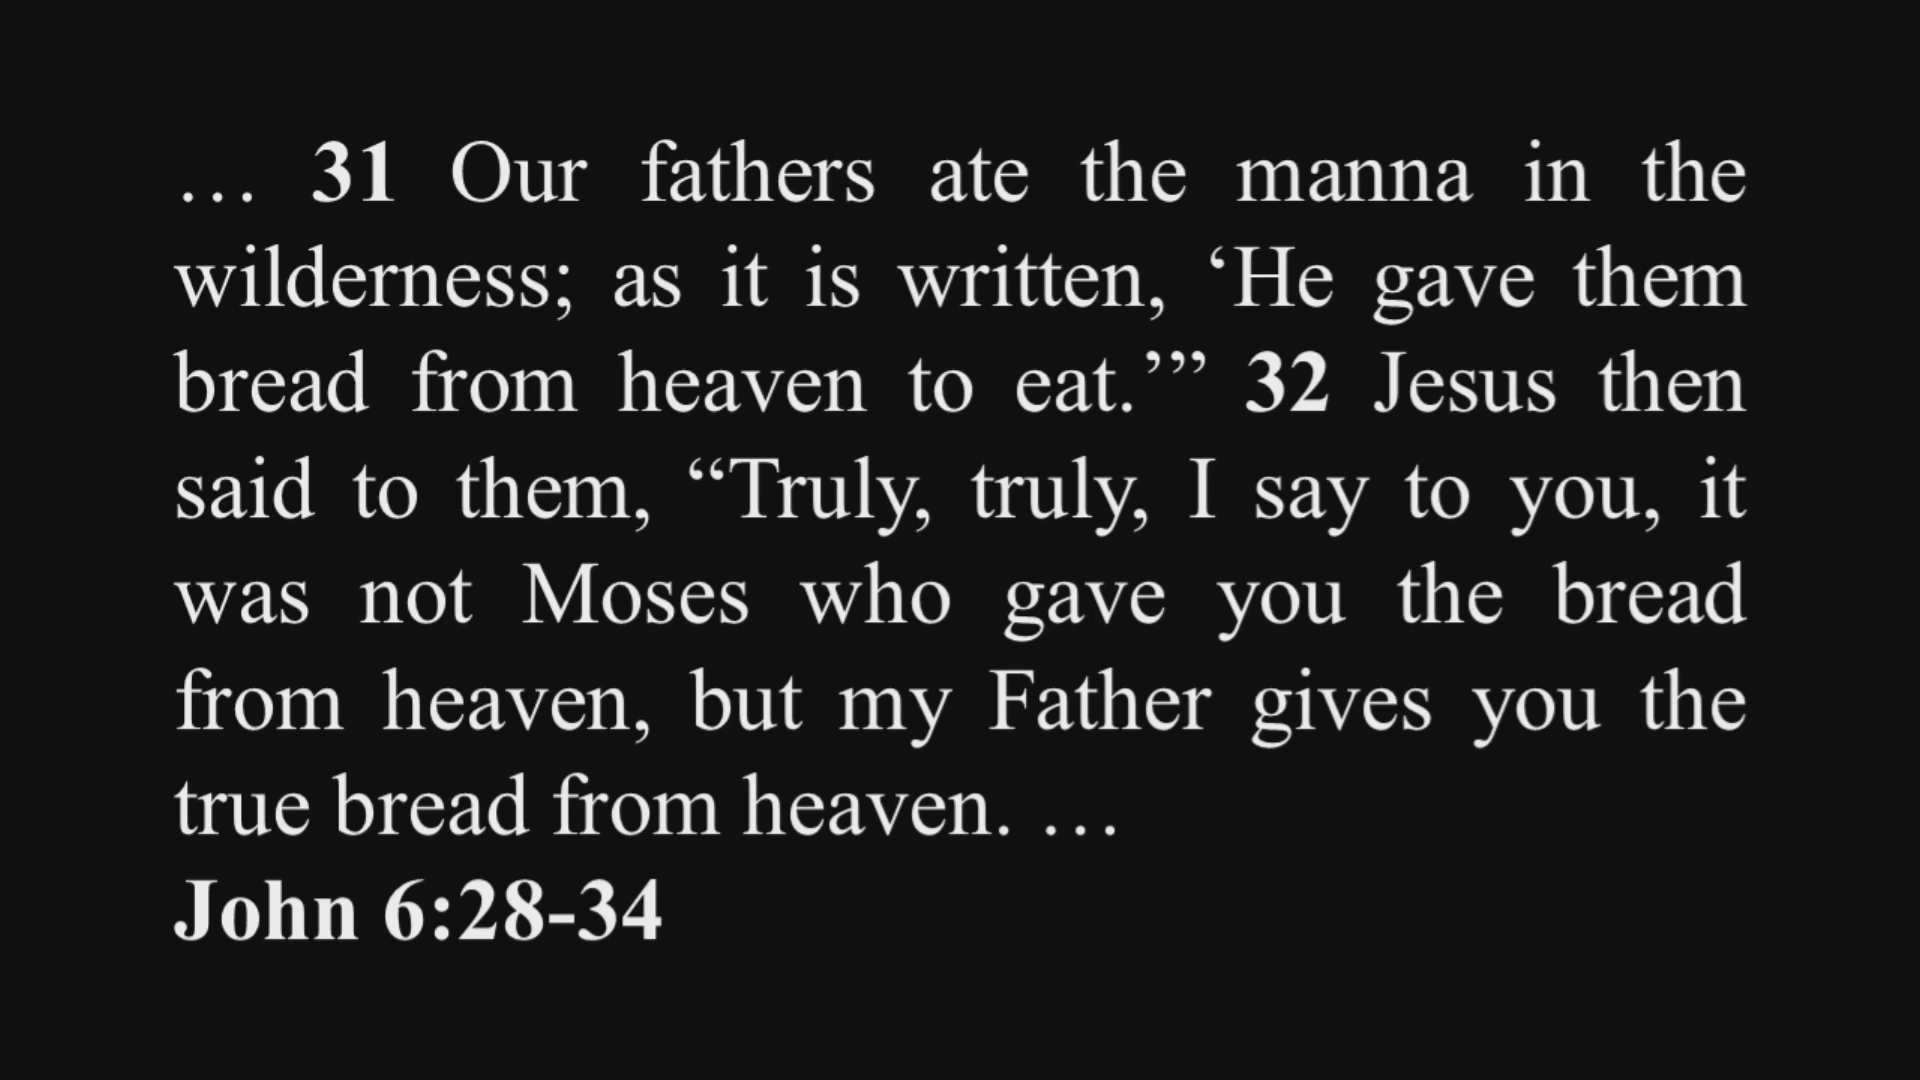 … 31 Our fathers ate the manna in the
wilderness; as it is written, ‘He gave them
bread from heaven to eat.’” 32 Jesus then
said to them, “Truly, truly, I say to you, it
was not Moses who gave you the bread
from heaven, but my Father gives you the
true bread from heaven. …
John 6:28-34